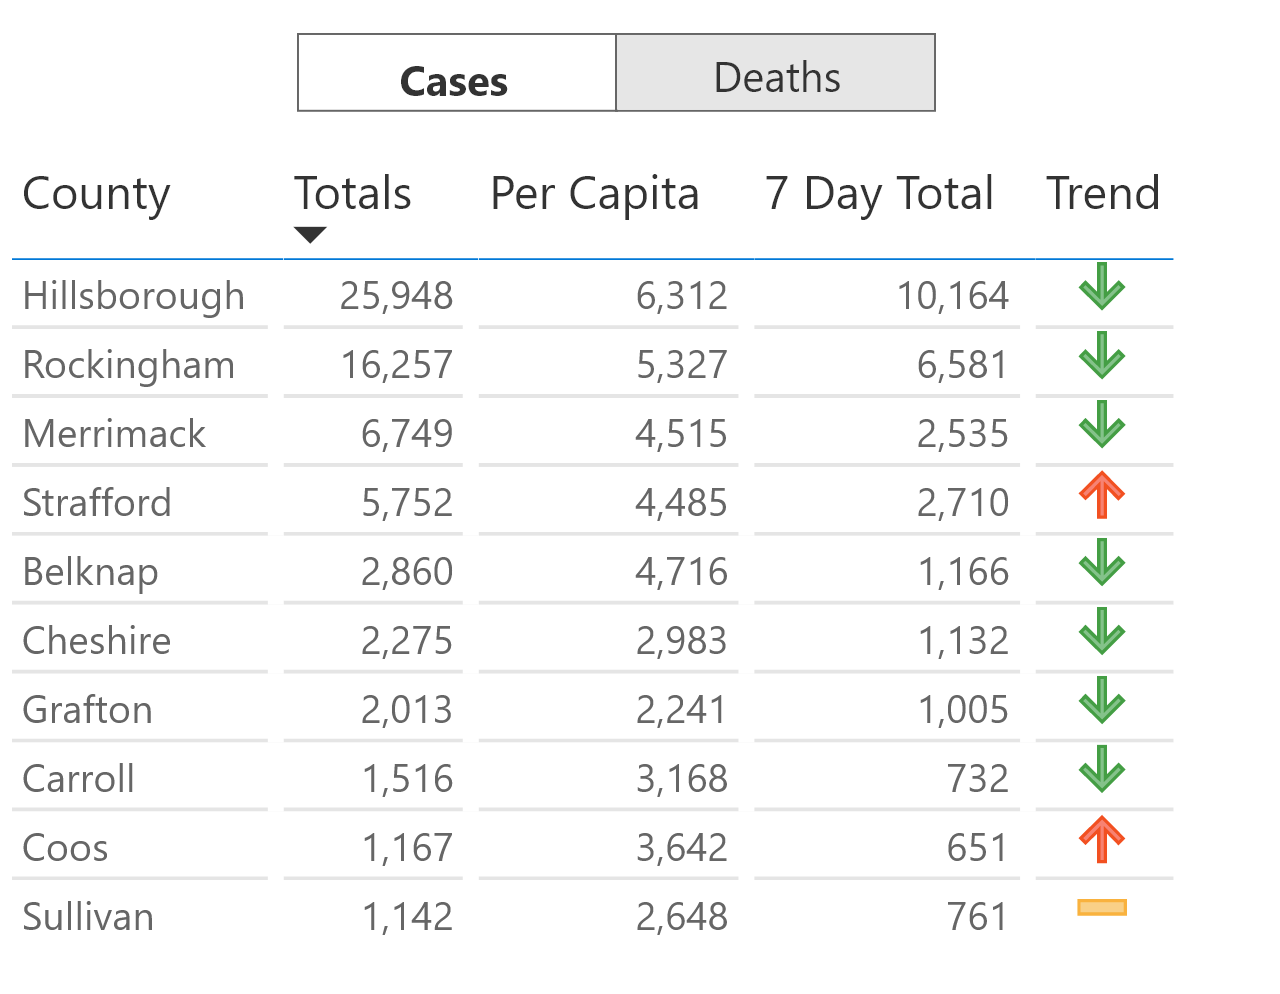 Cases Deaths
County Totals Per Capita 7 Day Total Trend
Hillsborough 25,948 6,312 10,164
Rockingham 16,257 5,327 6,581
Merrimack 6,749 4,515 2,535
Strafford 5,752 4,485 2,710
Belknap 2,860 4,716 1,166
Cheshire 2,275 2,983 1,132
Grafton 2,013 2,241 1,005
Carroll 1,516 3,168 732
Coos 1,167 3,642 651
Sullivan 1,142 2,648 761